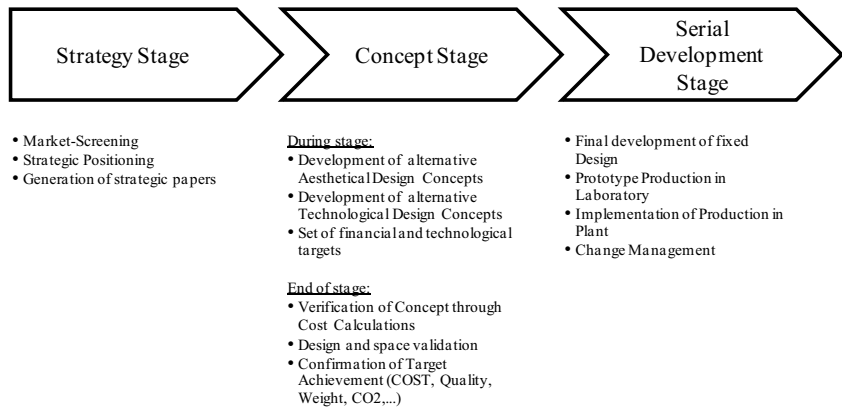 Strategy Stage
Concept Stage
Serial
Development
Stage
• Market-Screening
• Strategic Positioning
• Generation of strategic papers
During stage:
• Development of alternative
Aesthetical Design Concepts
• Development of alternative
Technological Design Concepts
• Set of financial and technological
targets
End of stage:
• Verification of Concept through
Cost Calculations
• Design and space validation
• Confirmation of Target
Achievement (COST, Quality,
Weight, CO2,...)
• Final development of fixed
Design
• Prototype Production in
Laboratory
• Implementation of Production in
Plant
• Change Management